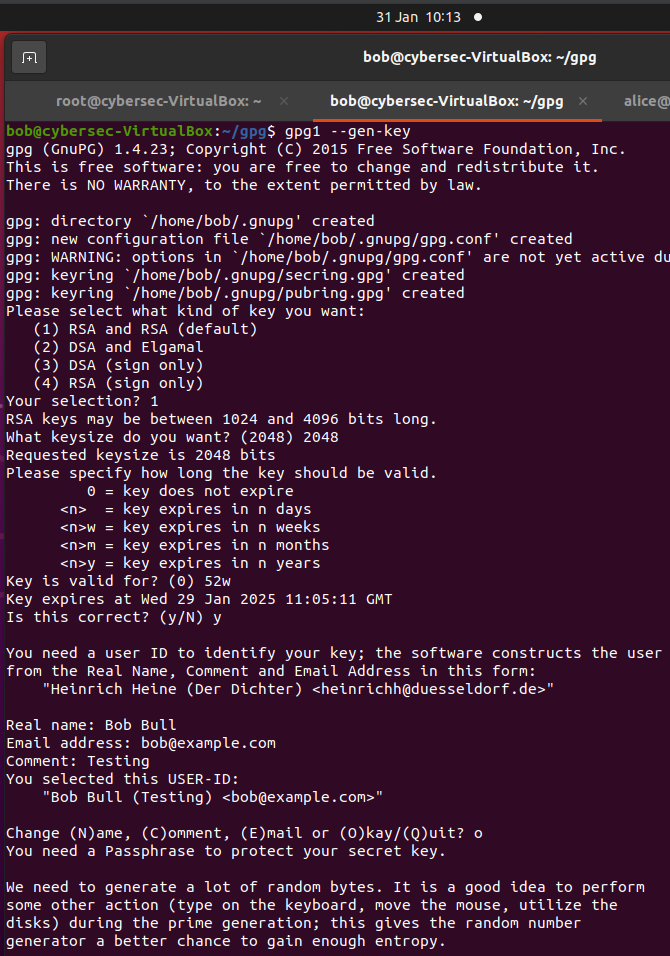 31 Jan 10:13
bob@cybersec-VirtualBox: ~/gpg
root@cybersec-VirtualBox: ~
bob@cybersec-VirtualBox: ~/gpg
alice@
bob@cybersec-VirtualBox:~/gpg$ gpg1 --gen-key
gpg (GnuPG) 1.4.23; Copyright (C) 2015 Free Software Foundation, Inc.
This is free software: you are free to change and redistribute it.
There is NO WARRANTY, to the extent permitted by law.

gpg: directory `/home/bob/.gnupg' created
gpg: new configuration file `/home/bob/.gnupg/gpg.conf' created
gpg: WARNING: options in `/home/bob/.gnupg/gpg.conf' are not yet active du
gpg: keyring `/home/bob/.gnupg/secring.gpg' created
gpg: keyring `/home/bob/.gnupg/pubring.gpg' created
Please select what kind of key you want:
   (1) RSA and RSA (default)
   (2) DSA and Elgamal
   (3) DSA (sign only)
   (4) RSA (sign only)
Your selection? 1
RSA keys may be between 1024 and 4096 bits long.
What keysize do you want? (2048) 2048
Requested keysize is 2048 bits
Please specify how long the key should be valid.
         0 = key does not expire
      <n>  = key expires in n days
      <n>w = key expires in n weeks
      <n>m = key expires in n months
      <n>y = key expires in n years
Key is valid for? (0) 52w
Key expires at Wed 29 Jan 2025 11:05:11 GMT
Is this correct? (y/N) y

You need a user ID to identify your key; the software constructs the user
from the Real Name, Comment and Email Address in this form:
    "Heinrich Heine (Der Dichter) <heinrichh@duesseldorf.de>"

Real name: Bob Bull
Email address: bob@example.com
Comment: Testing
You selected this USER-ID:
    "Bob Bull (Testing) <bob@example.com>"

Change (N)ame, (C)omment, (E)mail or (O)kay/(Q)uit? o
You need a Passphrase to protect your secret key.

We need to generate a lot of random bytes. It is a good idea to perform
some other action (type on the keyboard, move the mouse, utilize the
disks) during the prime generation; this gives the random number
generator a better chance to gain enough entropy.